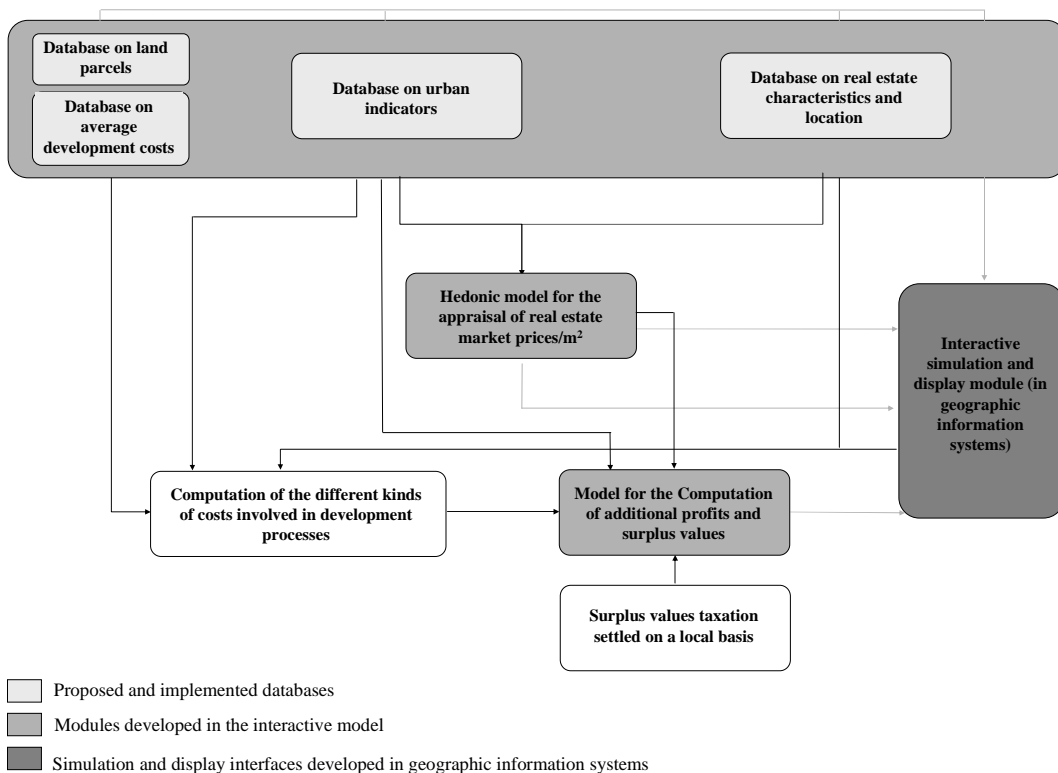 Database on land
parcels
Database on
average
development costs
Database on urban
indicators
Database on real estate
characteristics and
location
Hedonic model for the
appraisal of real estate
market prices/m²
Interactive
simulation and
display module (in
geographic
information
systems)
Computation of the different kinds
of costs involved in development
processes
Model for the Computation
of additional profits and
surplus values
Surplus values taxation
settled on a local basis
Proposed and implemented databases
Modules developed in the interactive model
Simulation and display interfaces developed in geographic information systems